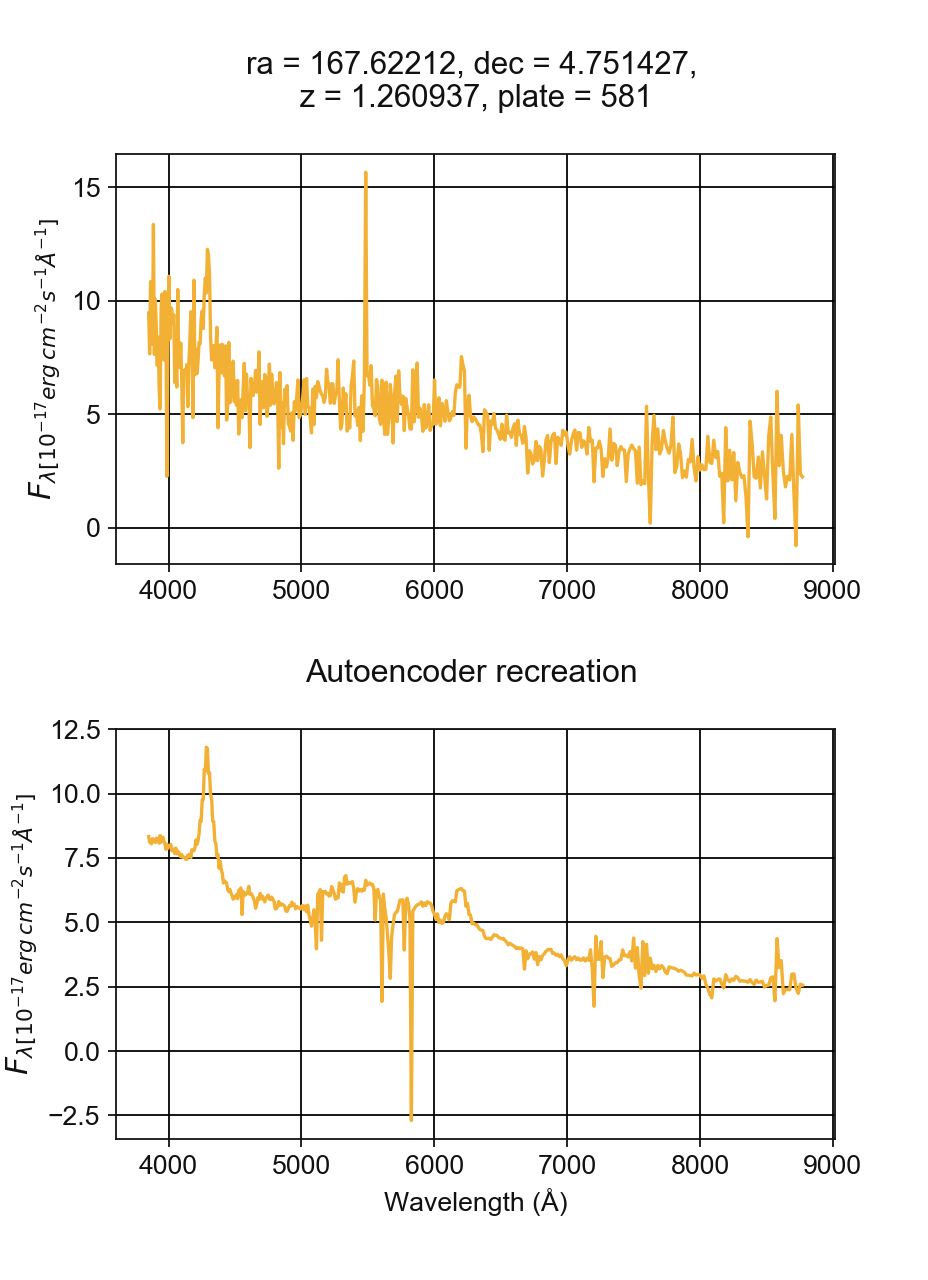 ra = 167.62212, dec = 4.751427,
z = 1.260937, plate = 581
15
10
5
0
F_λ[10⁻¹⁷erg cm⁻²s⁻¹Å⁻¹]
4000 5000 6000 7000 8000 9000
Autoencoder recreation
12.5
10.0
7.5
5.0
2.5
0.0
−2.5
F_λ[10⁻¹⁷erg cm⁻²s⁻¹Å⁻¹]
4000 5000 6000 7000 8000 9000
Wavelength (Å)